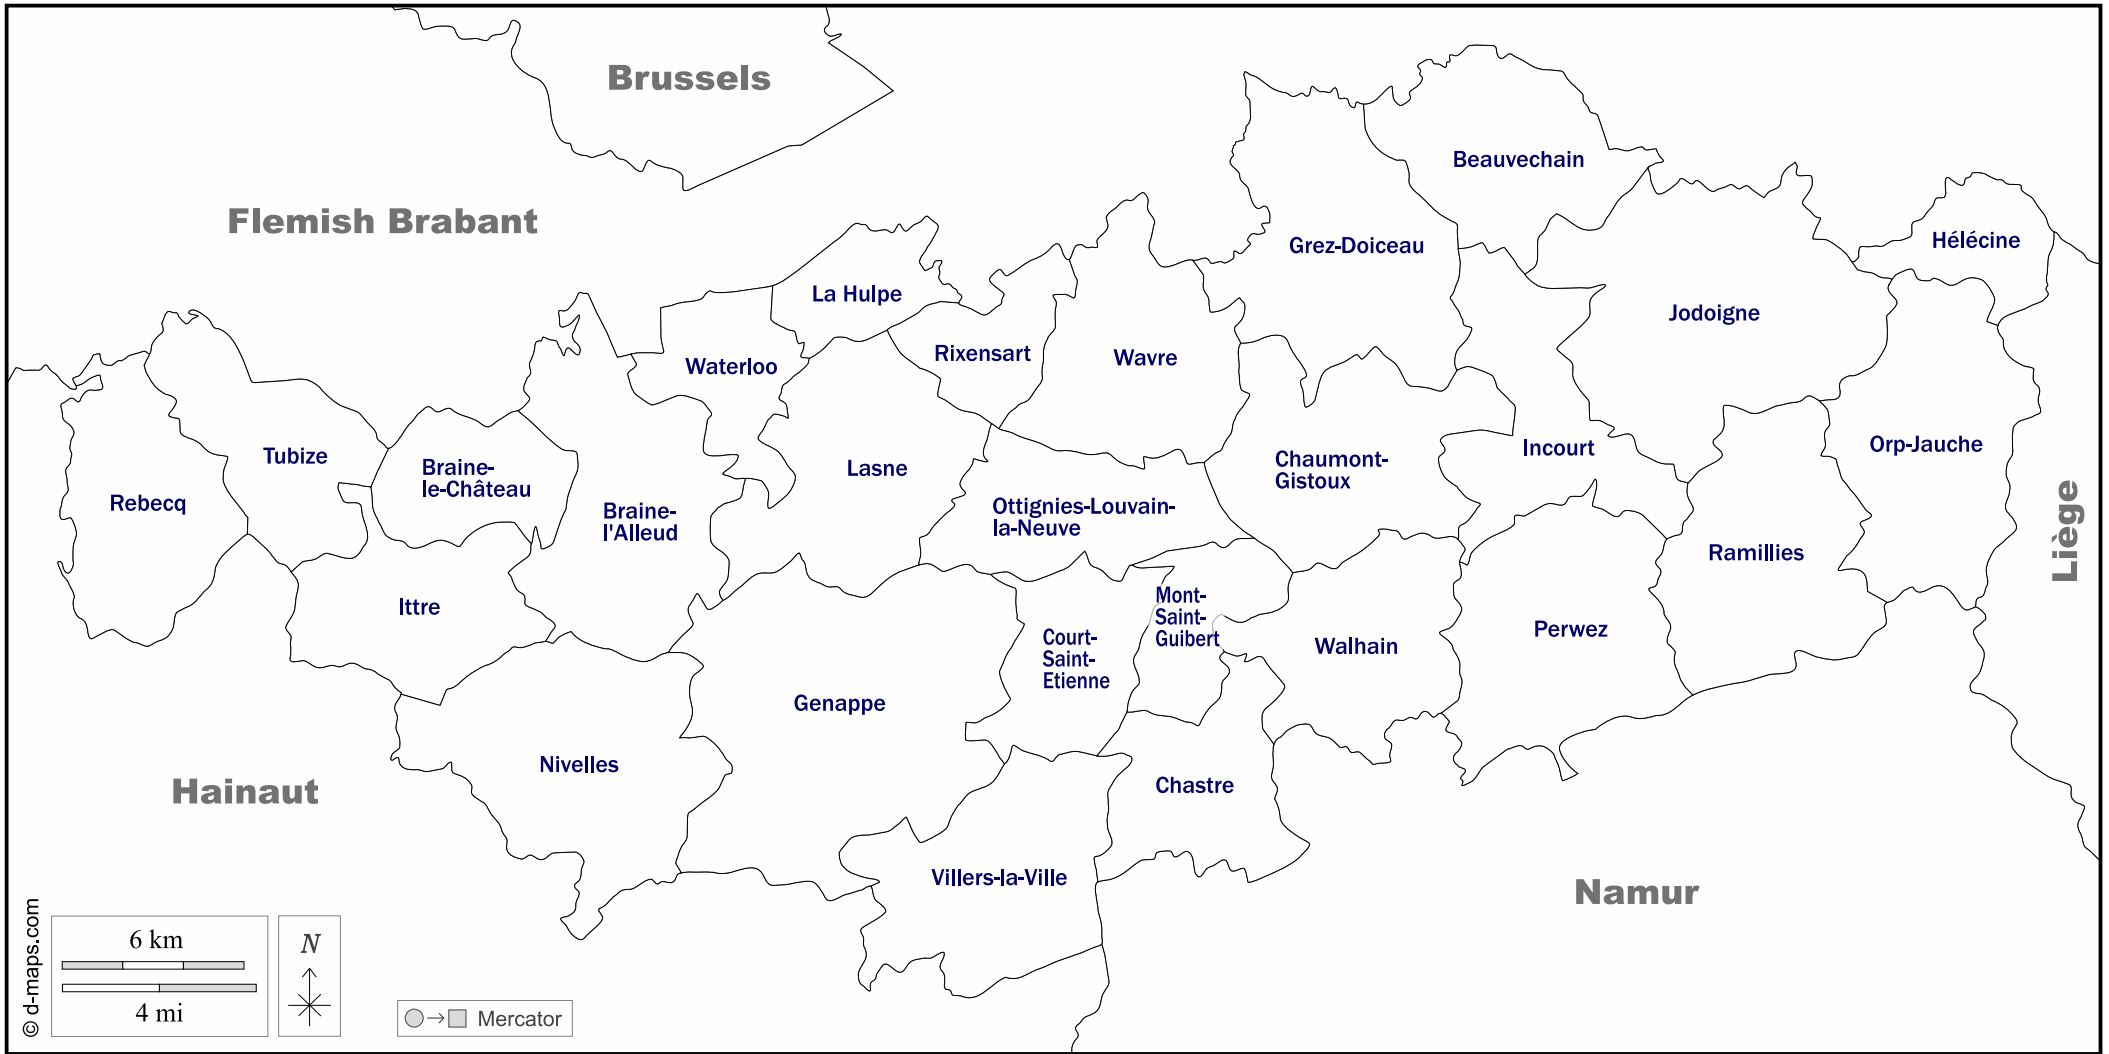 Brussels
Beauvechain
Flemish Brabant
Hélécine
Grez-Doiceau
La Hulpe
Jodoigne
Rixensart
Wavre
Waterloo
Orp-Jauche
Incourt
Tubize
Braine-
le-Château
Lasne
Chaumont-
Gistoux
Rebecq
Ottignies-Louvain-
la-Neuve
Braine-
l'Alleud
Liège
Ramillies
Ittre
Mont-
Saint-
Guibert
Court-
Saint-
Etienne
Walhain
Perwez
Genappe
Nivelles
Chastre
Hainaut
Villers-la-Ville
Namur
© d-maps.com
6 km
4 mi
N
Mercator